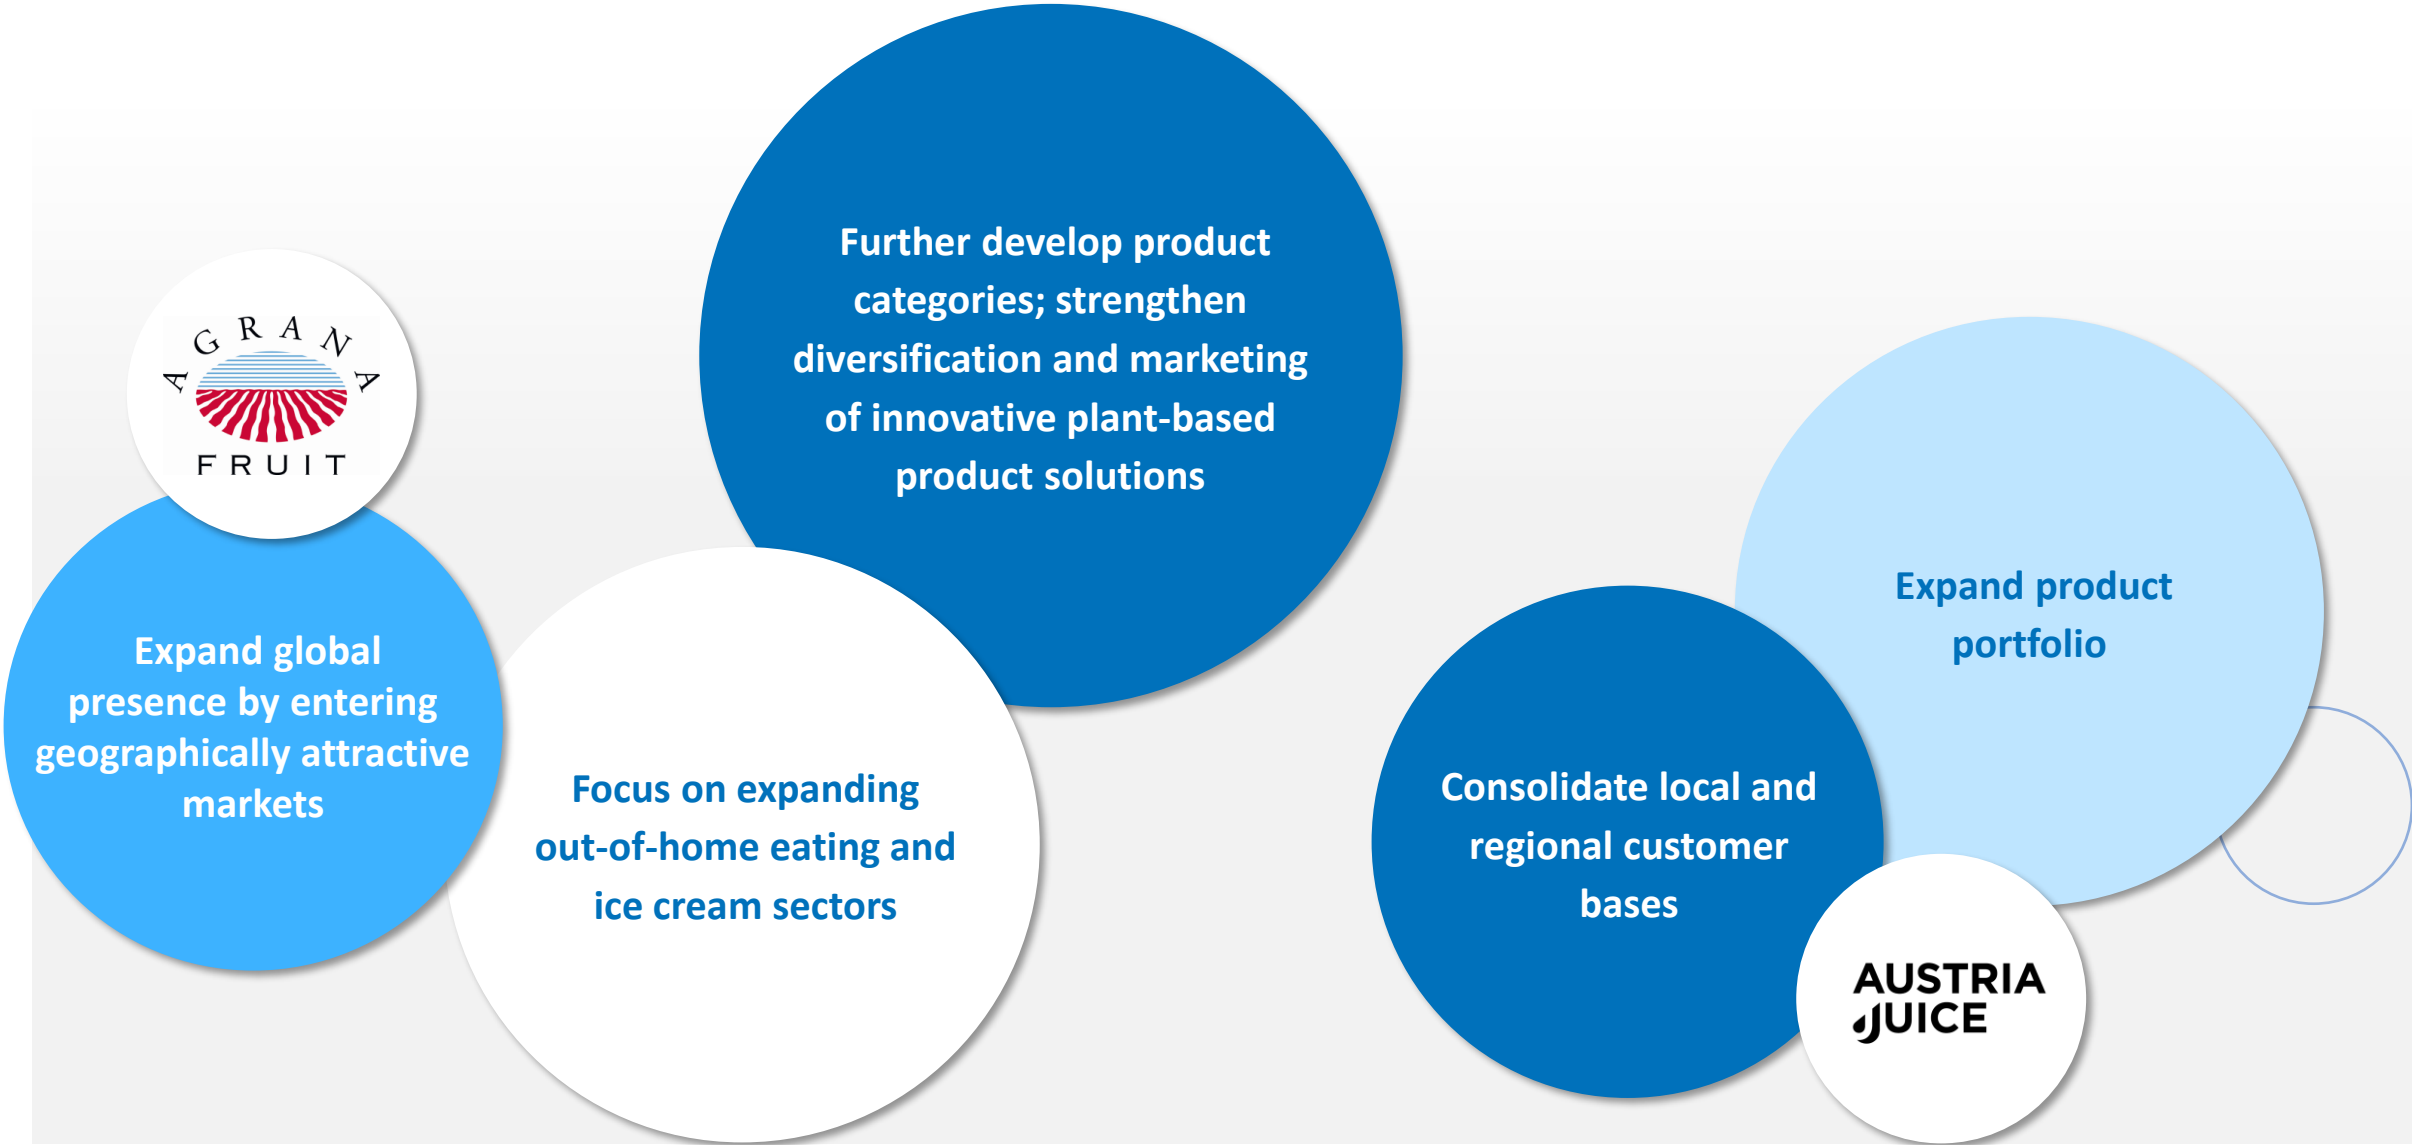 AGRANA
FRUIT
Expand global
presence by entering
geographically attractive
markets
Focus on expanding
out-of-home eating and
ice cream sectors
Further develop product
categories; strengthen
diversification and marketing
of innovative plant-based
product solutions
Consolidate local and
regional customer
bases
Expand product
portfolio
AUSTRIA
JUICE